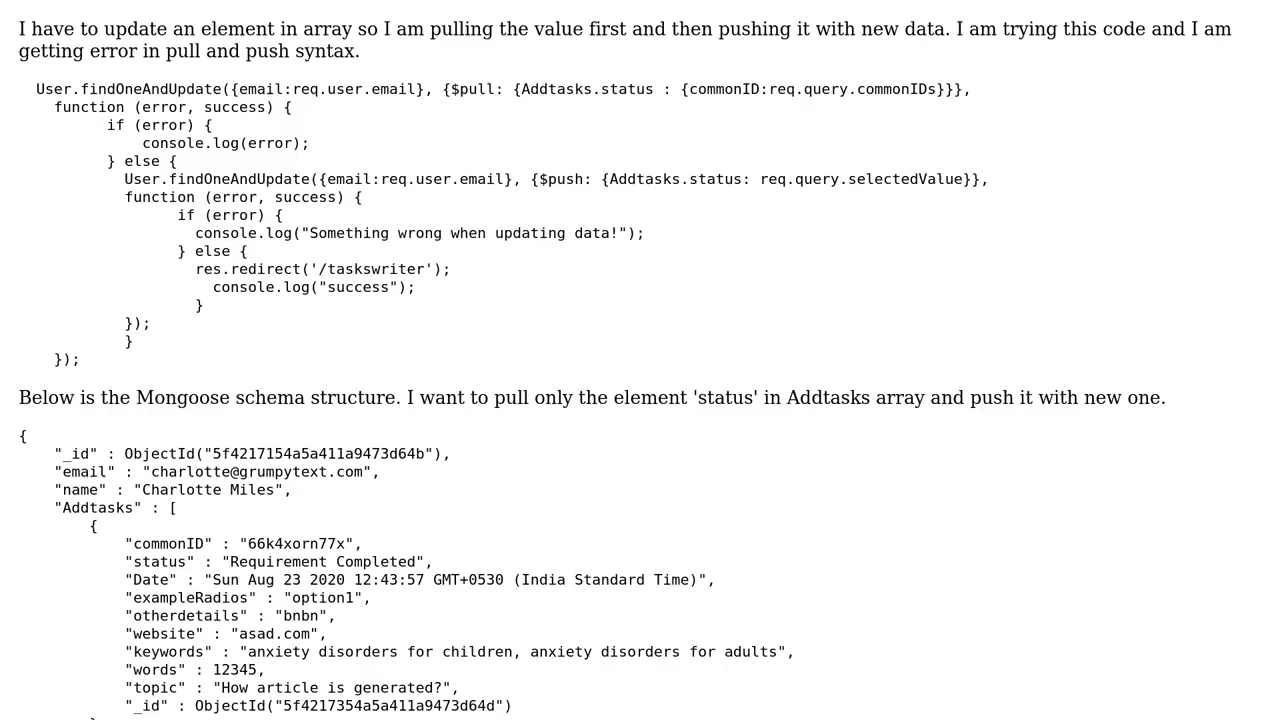 I have to update an element in array so I am pulling the value first and then pushing it with new data. I am trying this code and I am
getting error in pull and push syntax.
User.findOneAndUpdate({email:req.user.email}, {$pull: {Addtasks.status : {commonID:req.query.commonIDs}}},
function (error, success) {
if (error) {
console.log(error);
} else {
User.findOneAndUpdate({email:req.user.email}, {$push: {Addtasks.status: req.query.selectedValue}},
function (error, success) {
if (error) {
console.log("Something wrong when updating data!");
} else {
res.redirect('/taskswriter');
console.log("success");
}
});
}
});
Below is the Mongoose schema structure. I want to pull only the element 'status' in Addtasks array and push it with new one.
{
"_id" : ObjectId("5f4217154a5a411a9473d64b"),
"email" : "charlotte@grumpytext.com",
"name" : "Charlotte Miles",
"Addtasks" : [
{
"commonID" : "66k4xorn77x",
"status" : "Requirement Completed",
"Date" : "Sun Aug 23 2020 12:43:57 GMT+0530 (India Standard Time)",
"exampleRadios" : "option1",
"otherdetails" : "bnbn",
"website" : "asad.com",
"keywords" : "anxiety disorders for children, anxiety disorders for adults",
"words" : 12345,
"topic" : "How article is generated?",
"_id" : ObjectId("5f4217354a5a411a9473d64d")